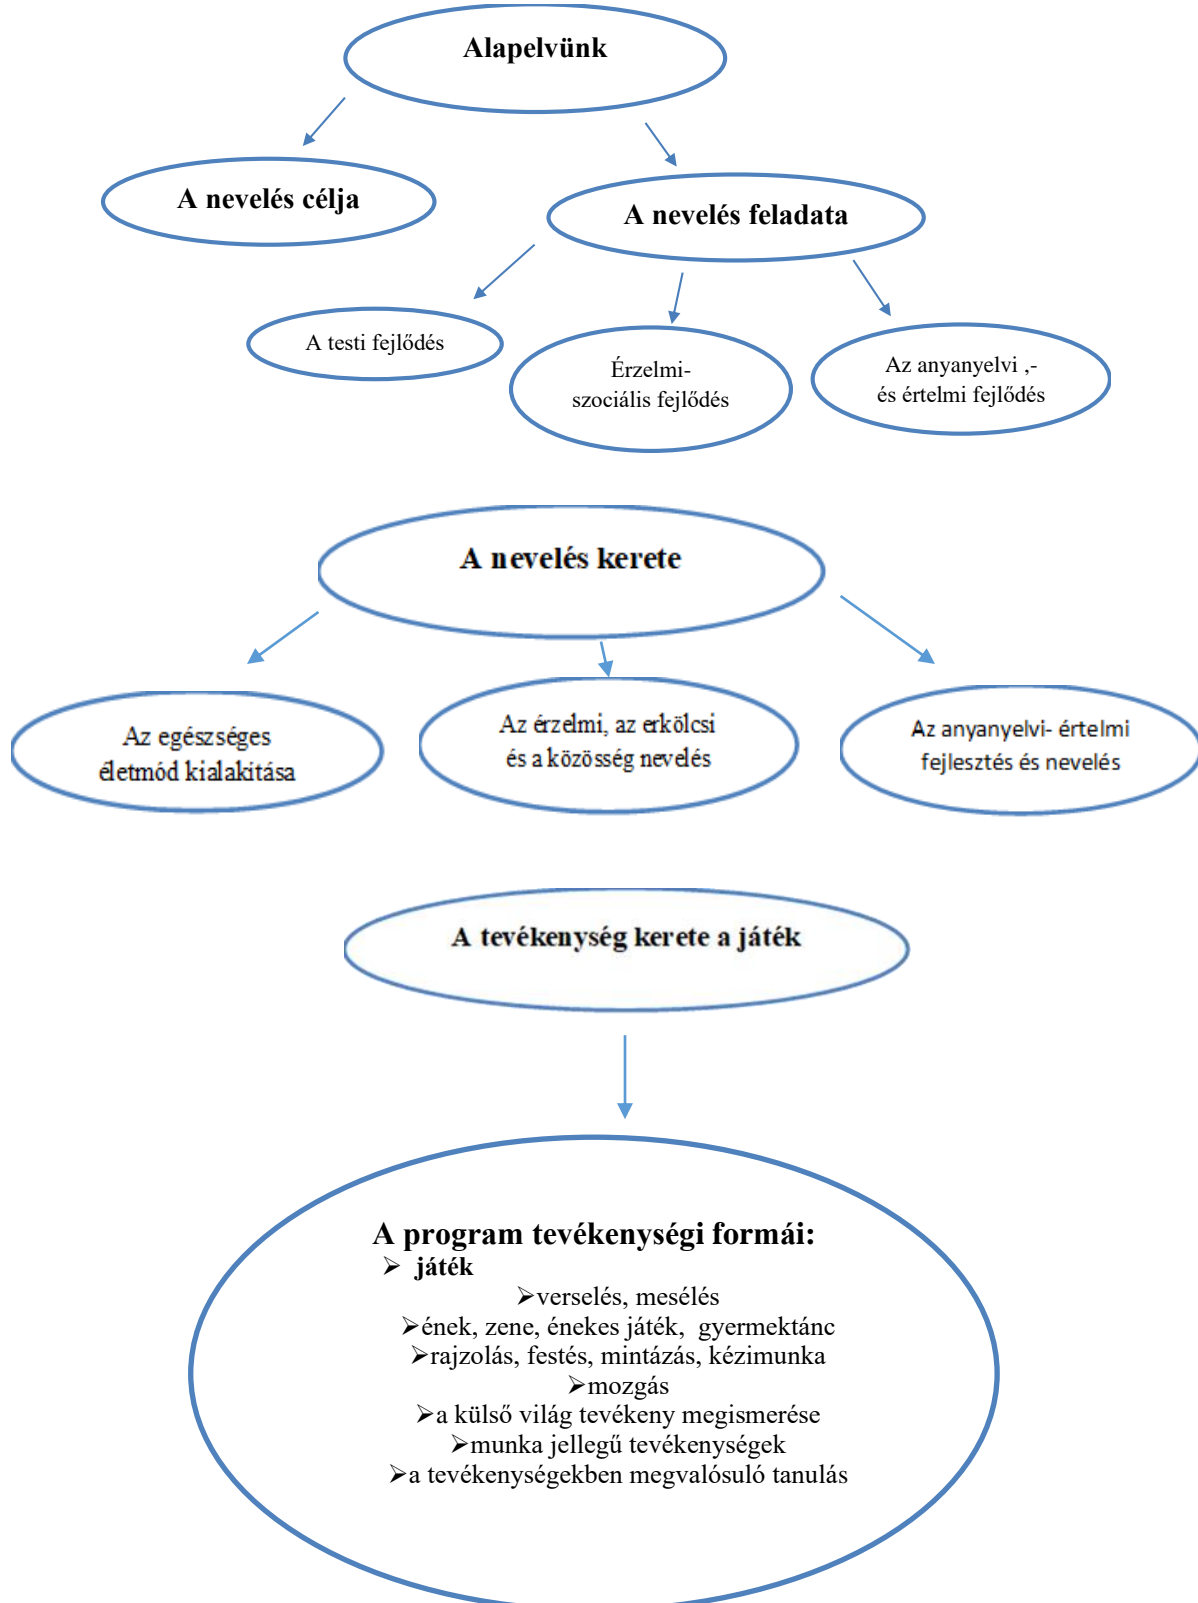 Alapelvünk
A nevelés célja
A nevelés feladata
A testi fejlődés
Érzelmi-
szociális fejlődés
Az anyanyelvi ,-
és értelmi fejlődés
A nevelés kerete
Az egészséges
életmód kialakítása
Az érzelmi, az erkölcsi
és a közösség nevelés
Az anyanyelvi- értelmi
fejlesztés és nevelés
A tevékenység kerete a játék
A program tevékenységi formái:
➢ játék
➢verselés, mesélés
➢ének, zene, énekes játék, gyermektánc
➢rajzolás, festés, mintázás, kézimunka
➢mozgás
➢a külső világ tevékeny megismerése
➢munka jellegű tevékenységek
➢a tevékenységekben megvalósuló tanulás